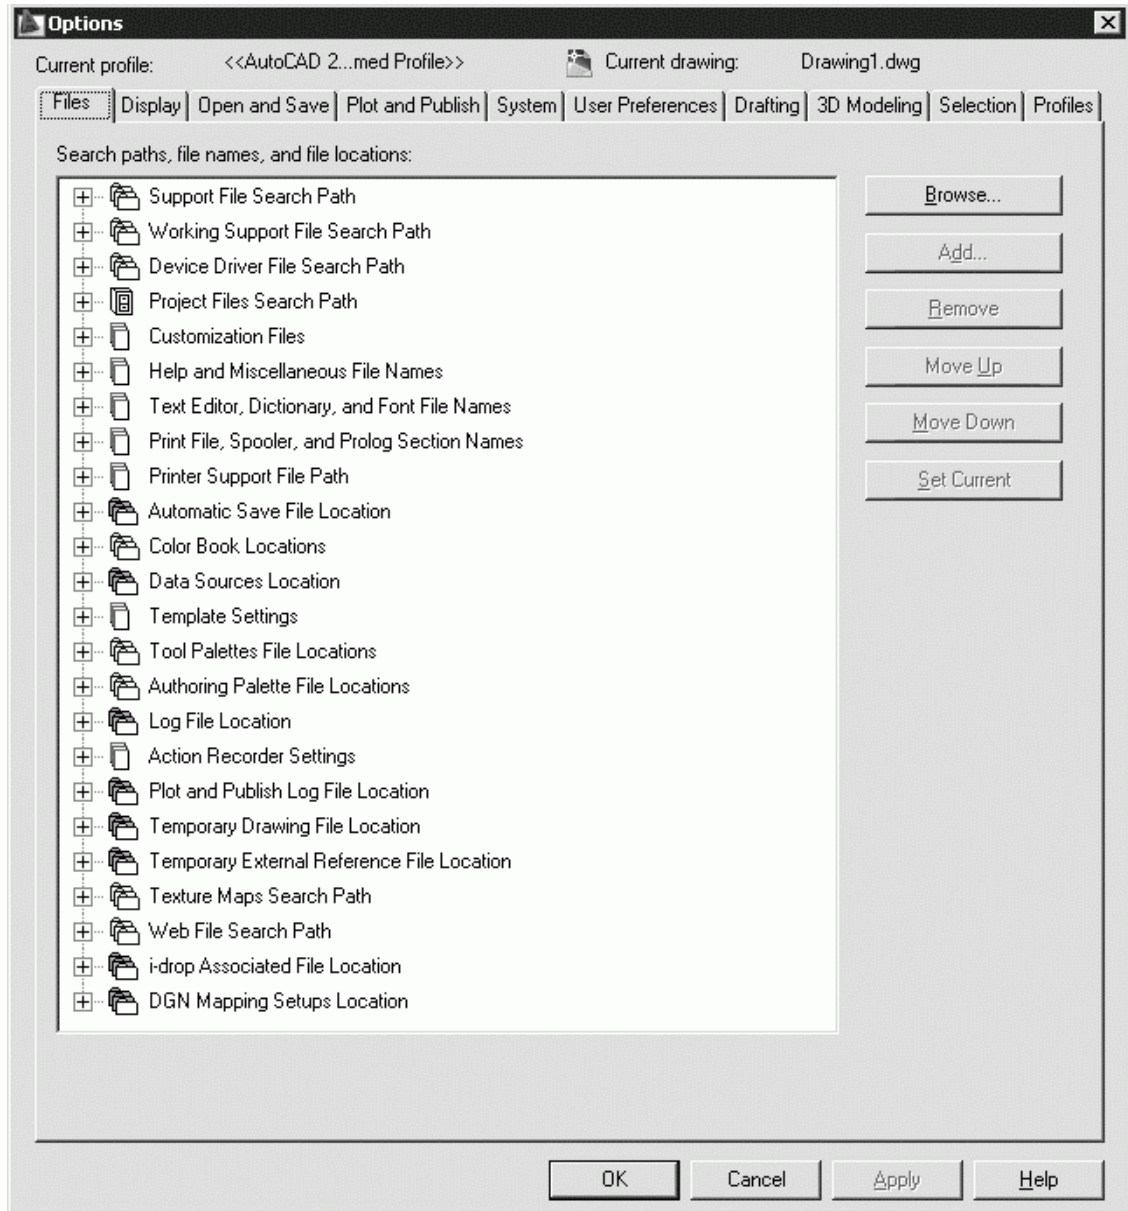 Options
Current profile: <<AutoCAD 2...med Profile>> Current drawing: Drawing1.dwg
Files Display Open and Save Plot and Publish System User Preferences Drafting 3D Modeling Selection Profiles
Search paths, file names, and file locations:
Support File Search Path
Working Support File Search Path
Device Driver File Search Path
Project Files Search Path
Customization Files
Help and Miscellaneous File Names
Text Editor, Dictionary, and Font File Names
Print File, Spooler, and Prolog Section Names
Printer Support File Path
Automatic Save File Location
Color Book Locations
Data Sources Location
Template Settings
Tool Palettes File Locations
Authoring Palette File Locations
Log File Location
Action Recorder Settings
Plot and Publish Log File Location
Temporary Drawing File Location
Temporary External Reference File Location
Texture Maps Search Path
Web File Search Path
i-drop Associated File Location
DGN Mapping Setups Location
Browse...
Add...
Remove
Move Up
Move Down
Set Current
OK Cancel Apply Help